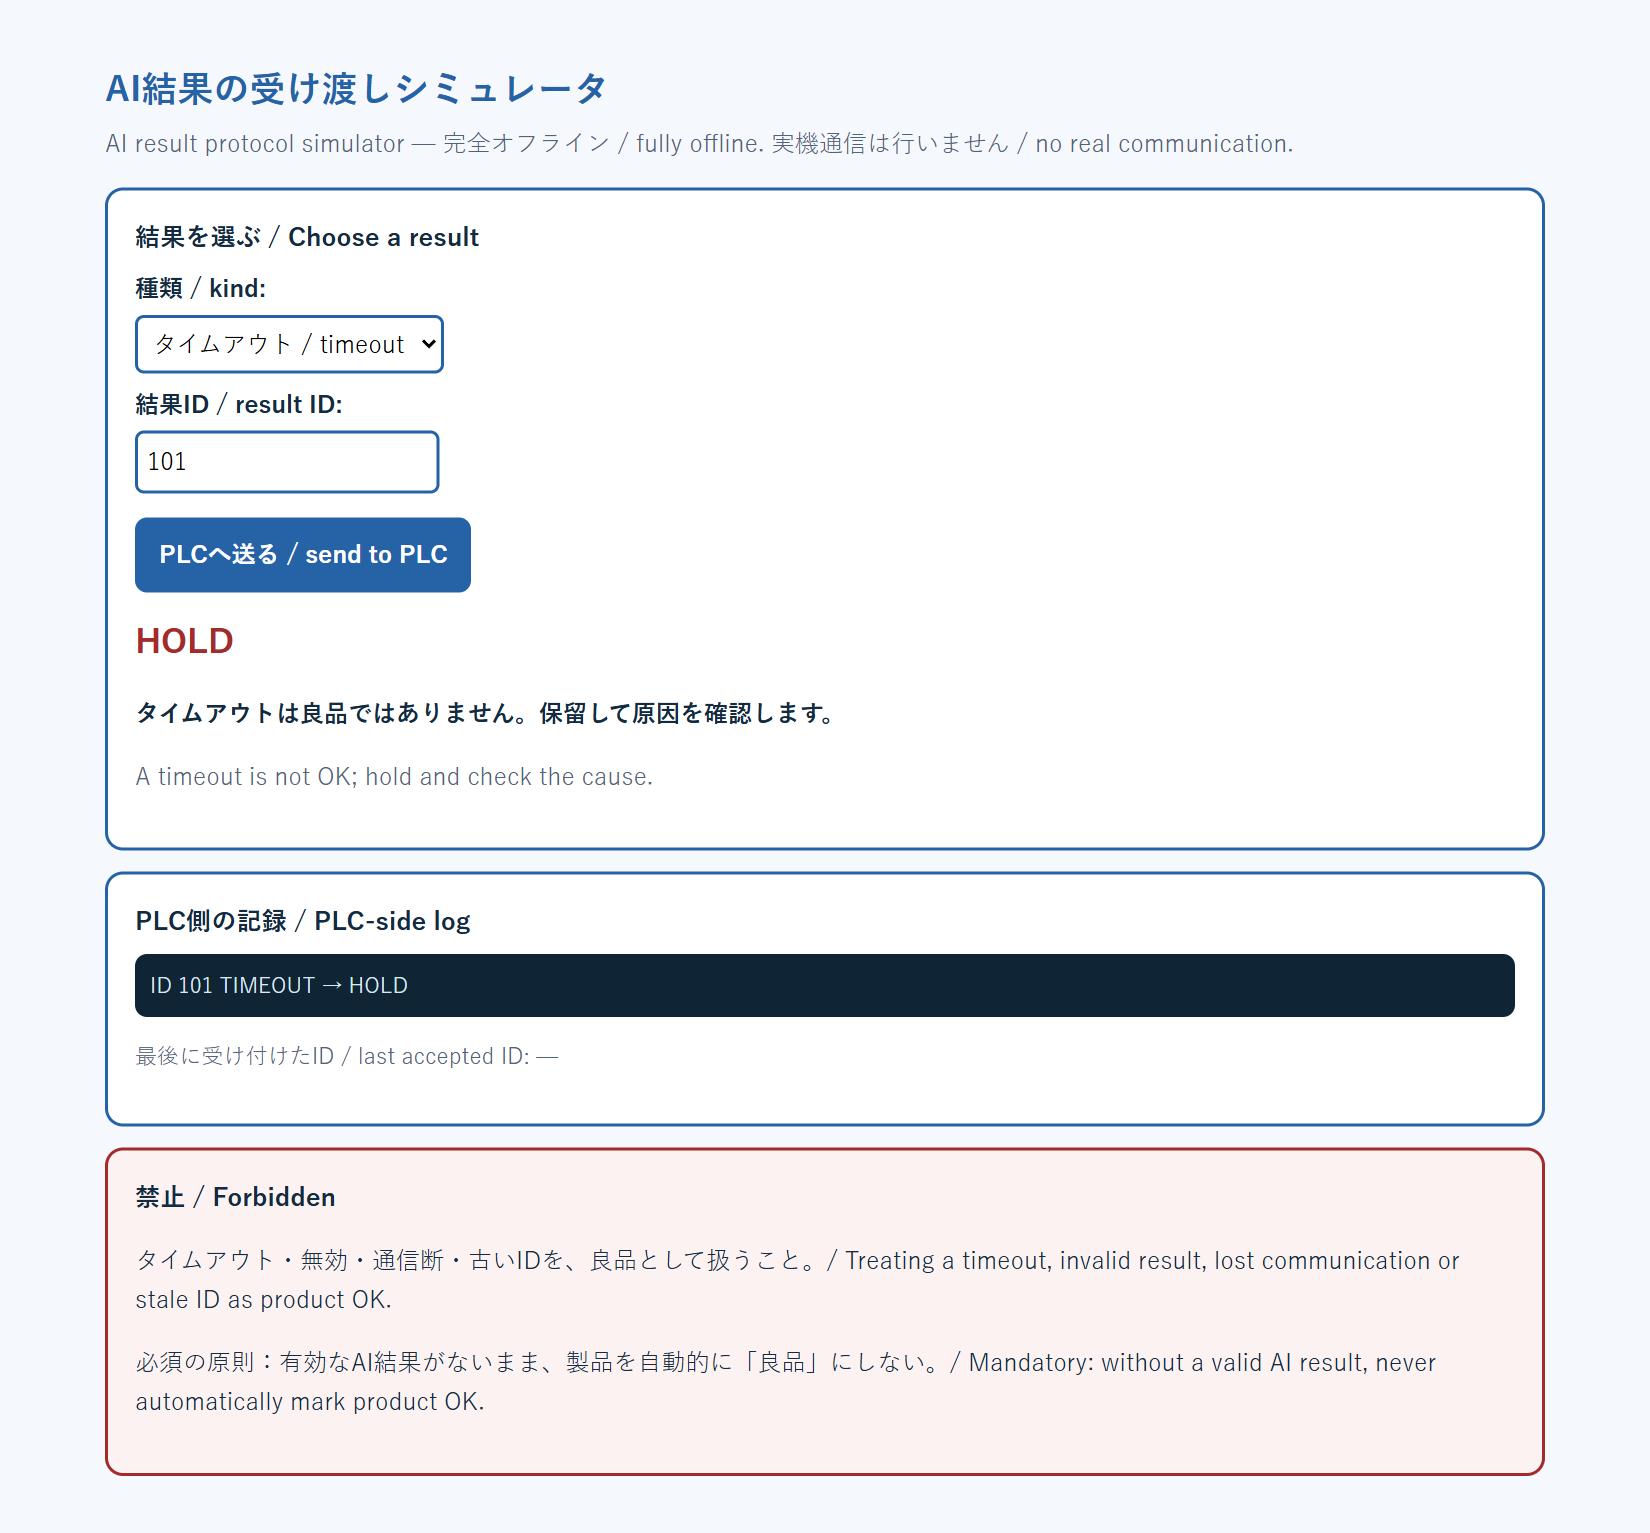 AI結果の受け渡しシミュレータ
AI result protocol simulator — 完全オフライン / fully offline. 実機通信は行いません / no real communication.
結果を選ぶ / Choose a result
種類 / kind:
タイムアウト / timeout
結果ID / result ID:
101
PLCへ送る / send to PLC
HOLD
タイムアウトは良品ではありません。保留して原因を確認します。
A timeout is not OK; hold and check the cause.
PLC側の記録 / PLC-side log
ID 101 TIMEOUT → HOLD
最後に受け付けたID / last accepted ID: —
禁止 / Forbidden
タイムアウト・無効・通信断・古いIDを、良品として扱うこと。/ Treating a timeout, invalid result, lost communication or
stale ID as product OK.
必須の原則：有効なAI結果がないまま、製品を自動的に「良品」にしない。/ Mandatory: without a valid AI result, never
automatically mark product OK.